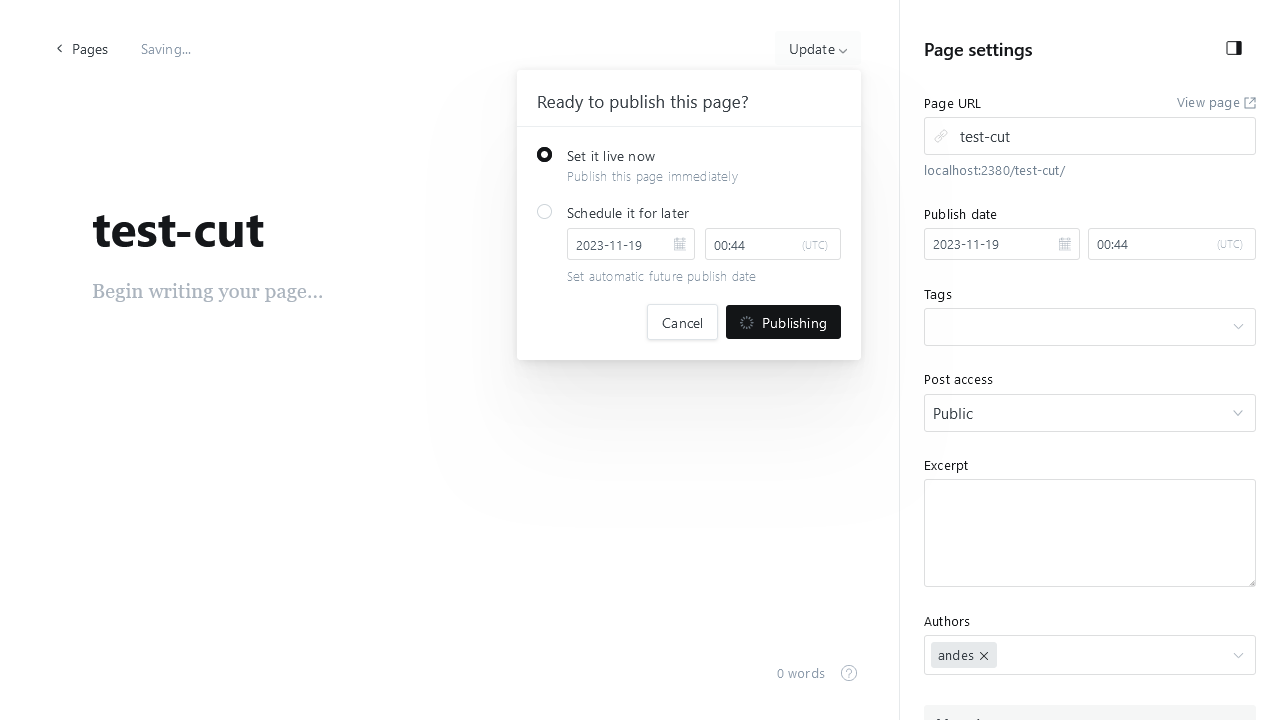 Pages
Saving...
Update
Page settings
Ready to publish this page?
Set it live now
Publish this page immediately
Schedule it for later
2023-11-19
00:44
(UTC)
Set automatic future publish date
Cancel
Publishing
test-cut
Begin writing your page...
0 words
Page URL
View page
test-cut
localhost:2380/test-cut/
Publish date
2023-11-19
00:44
(UTC)
Tags
Post access
Public
Excerpt
Authors
andes